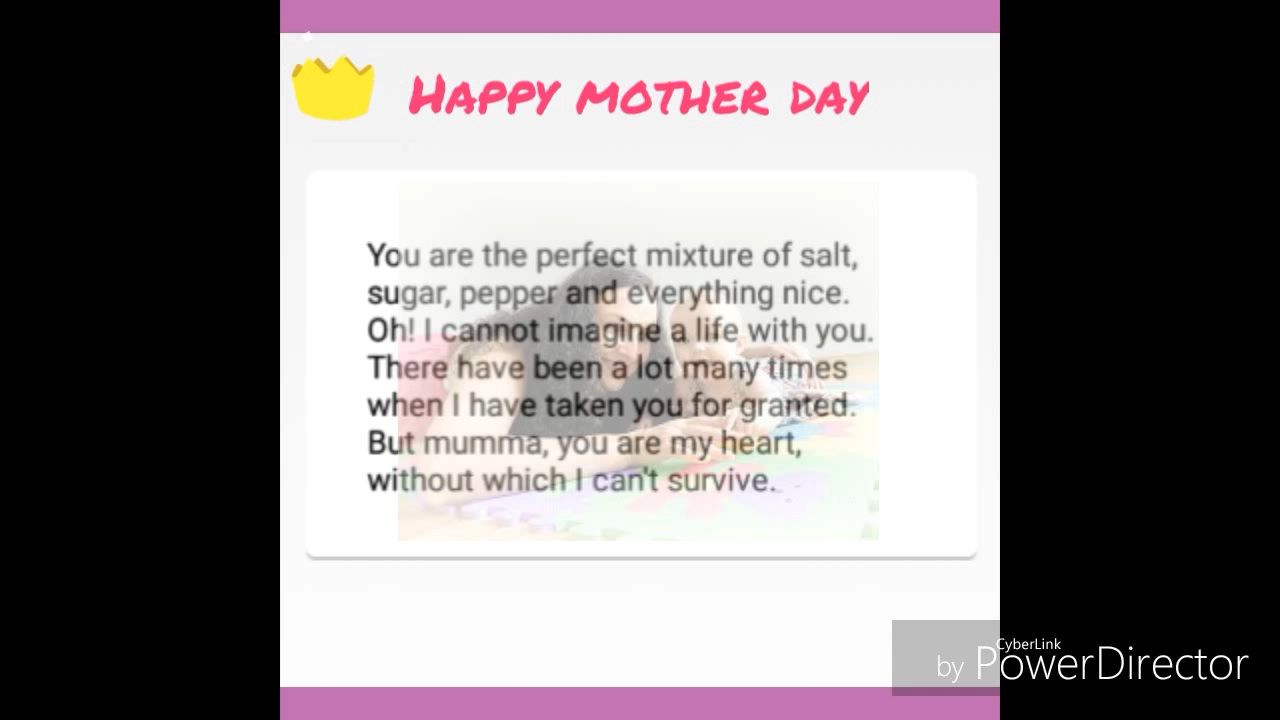 HAPPY MOTHER DAY
You are the perfect mixture of salt,
sugar, pepper and everything nice.
Oh! I cannot imagine a life with you.
There have been a lot many times
when I have taken you for granted.
But mumma, you are my heart,
without which I can't survive.
CyberLink
by PowerDirector